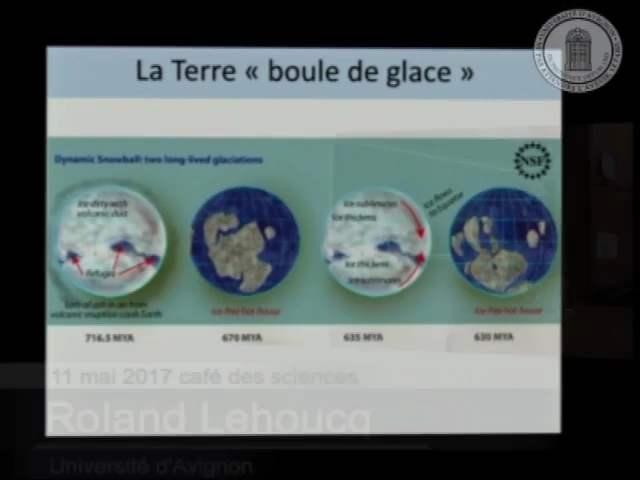 La Terre « boule de glace »
Dynamic Snowball: two long-lived glaciations
NSF
Ice dirty with
volcanic dust
Refugia
Lots of ash in air from
volcanic eruption cools Earth
Ice-free hot house
Ice sublimates
Ice thickens
Ice flows
to Equator
Ice thickens
Ice sublimates
Ice-free hot house
716.5 MYA
670 MYA
635 MYA
630 MYA
11 mai 2017 café des sciences
Roland Lehoucq
Université d'Avignon